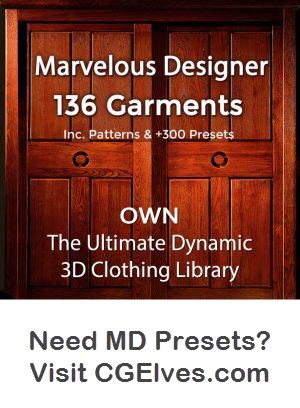 Marvelous Designer
136 Garments
Inc. Patterns & +300 Presets
OWN
The Ultimate Dynamic
3D Clothing Library
Need MD Presets?
Visit CGElves.com